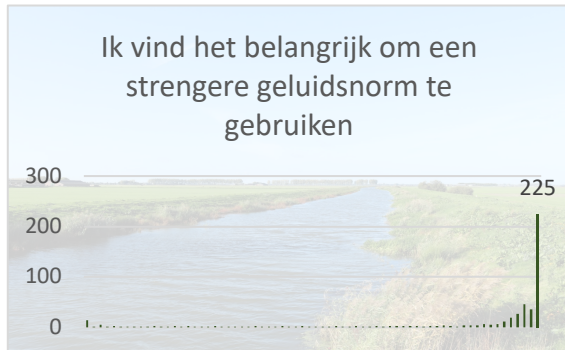 Ik vind het belangrijk om een
strengere geluidsnorm te
gebruiken
300
225
200
100
0